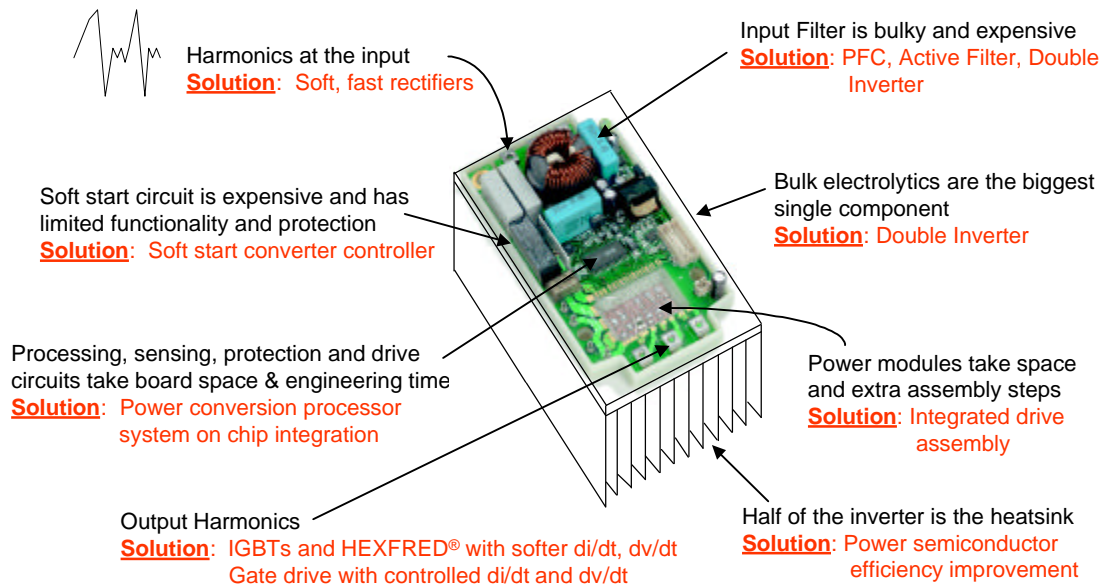 Harmonics at the input
Solution: Soft, fast rectifiers
Input Filter is bulky and expensive
Solution: PFC, Active Filter, Double
Inverter
Soft start circuit is expensive and has
limited functionality and protection
Solution: Soft start converter controller
Bulk electrolytics are the biggest
single component
Solution: Double Inverter
Processing, sensing, protection and drive
circuits take board space & engineering time
Solution: Power conversion processor
system on chip integration
Power modules take space
and extra assembly steps
Solution: Integrated drive
assembly
Output Harmonics
Solution: IGBTs and HEXFRED® with softer di/dt, dv/dt
Gate drive with controlled di/dt and dv/dt
Half of the inverter is the heatsink
Solution: Power semiconductor
efficiency improvement